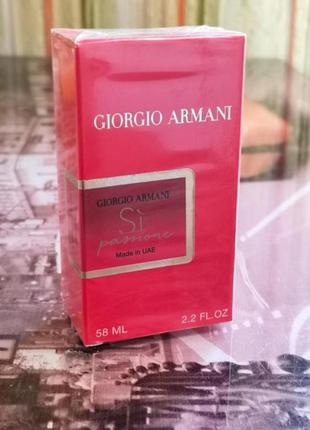 GIORGIO ARMANI
GIORGIO ARMANI
Sì
passione
Made in UAE
58 ML
2.2 FL.OZ